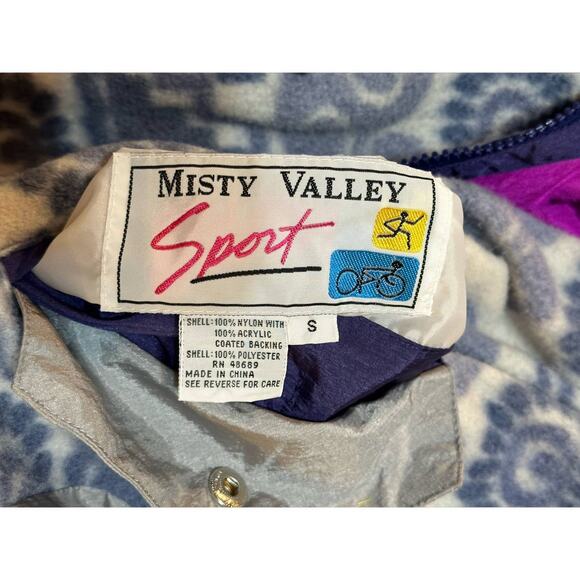 MISTY VALLEY
Sport
SHELL: 100% NYLON WITH
100% ACRYLIC
COATED BACKING
SHELL: 100% POLYESTER
RN 48689
MADE IN CHINA
SEE REVERSE FOR CARE
S